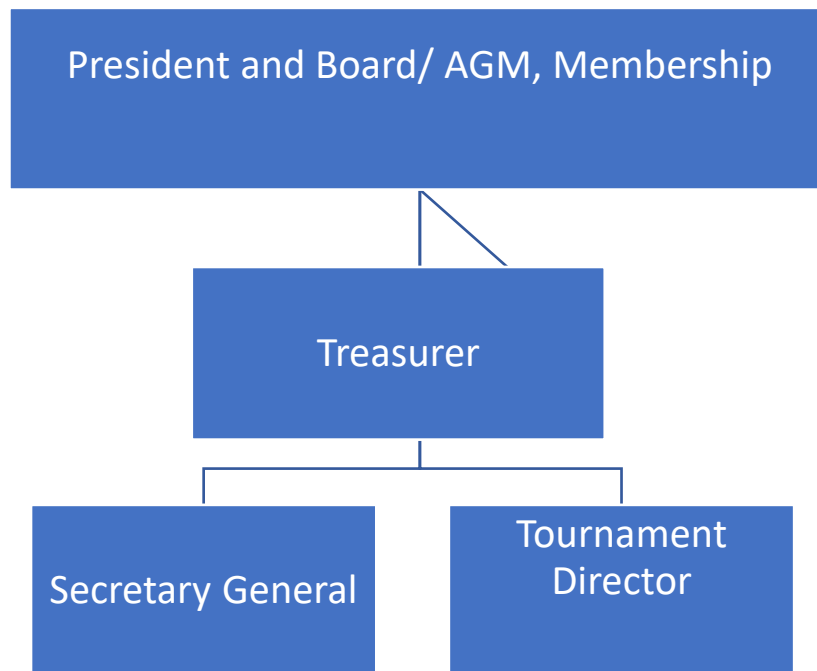 President and Board/ AGM, Membership
Treasurer
Secretary General
Tournament
Director